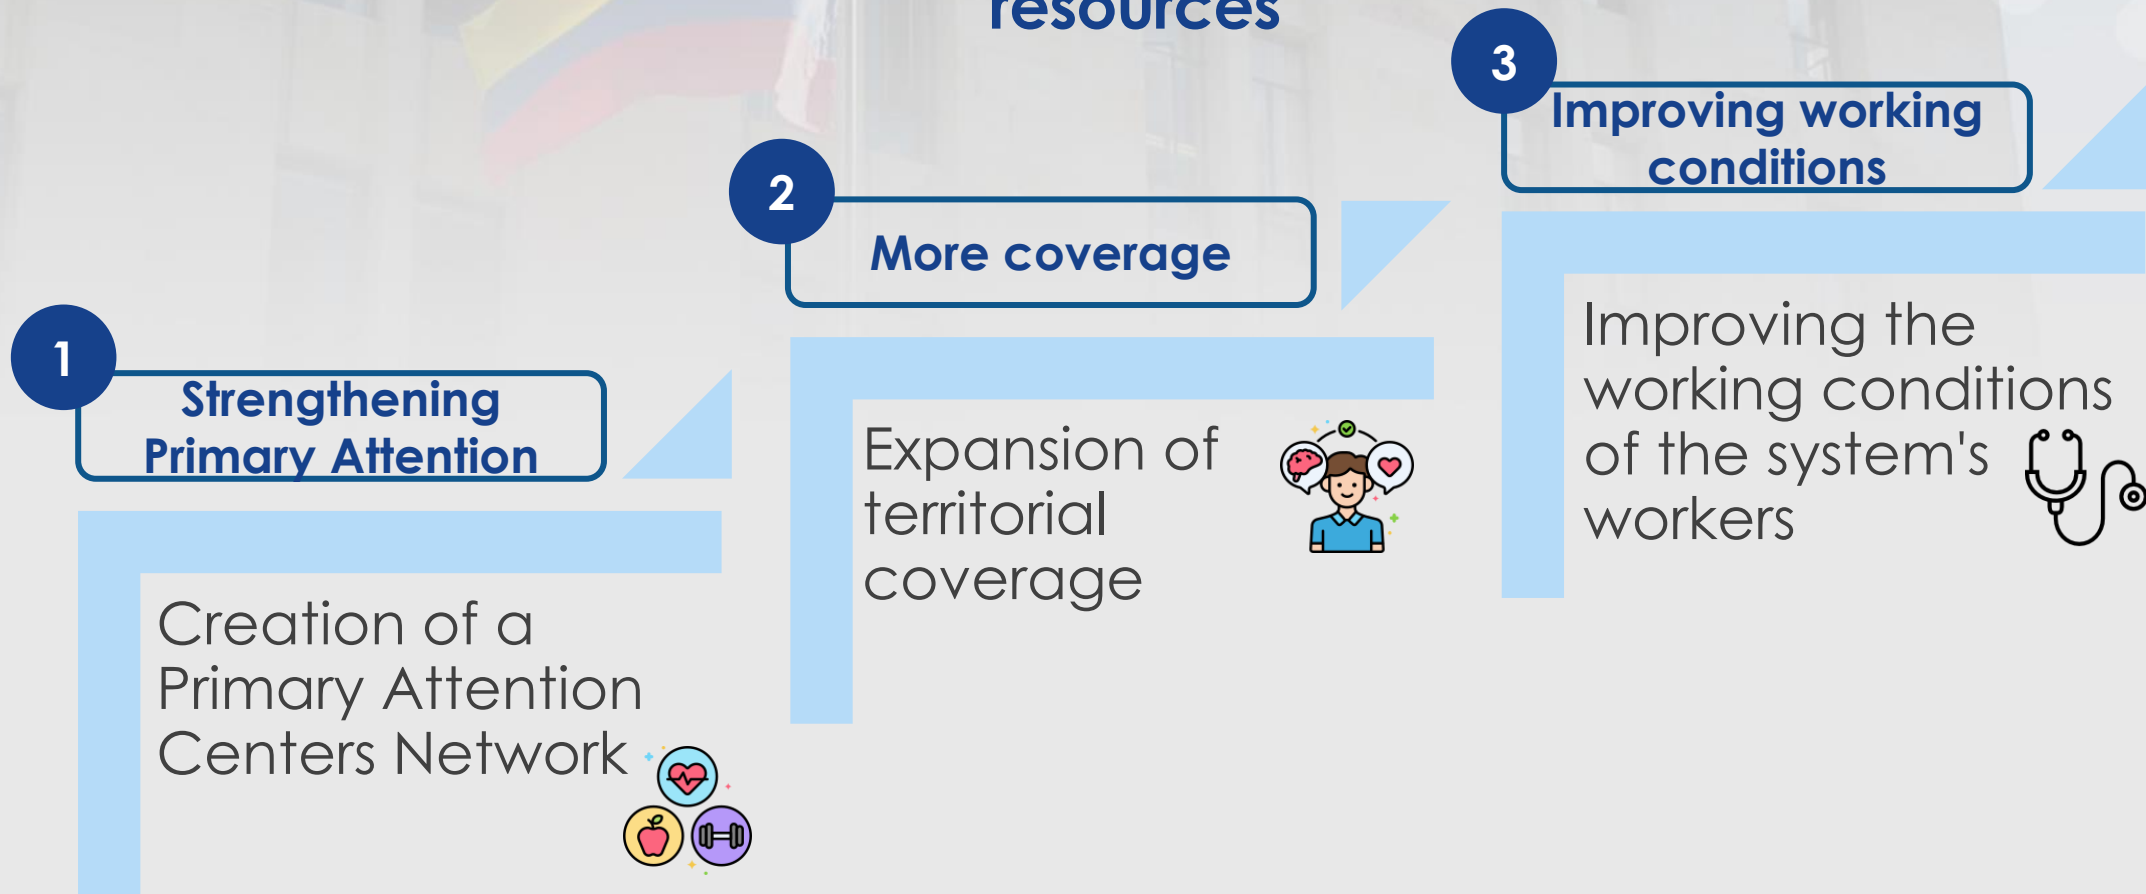 resources
1
Strengthening
Primary Attention
Creation of a
Primary Attention
Centers Network
2
More coverage
Expansion of
territorial
coverage
3
Improving working
conditions
Improving the
working conditions
of the system's
workers